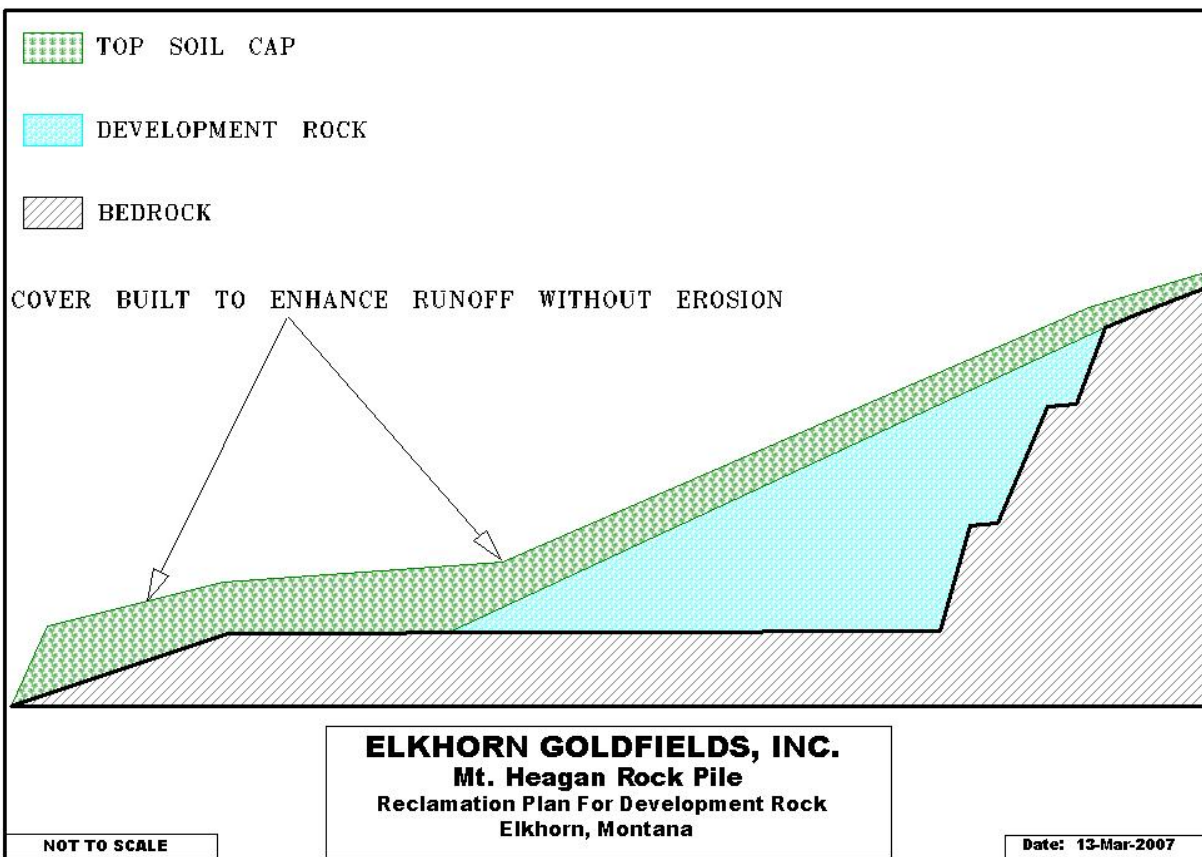 TOP SOIL CAP
DEVELOPMENT ROCK
BEDROCK
COVER BUILT TO ENHANCE RUNOFF WITHOUT EROSION
ELKHORN GOLDFIELDS, INC.
Mt. Heagan Rock Pile
Reclamation Plan For Development Rock
Elkhorn, Montana
NOT TO SCALE
Date: 13-Mar-2007